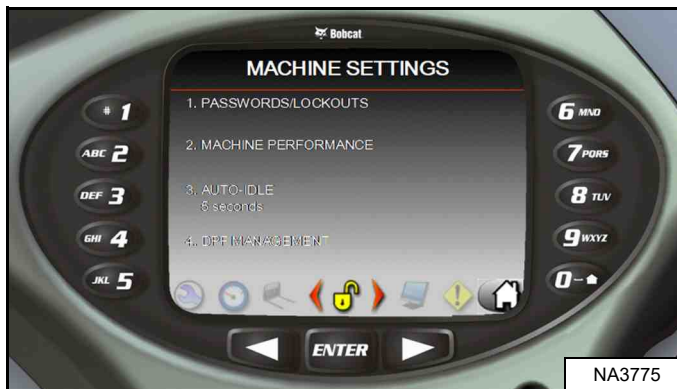 Bobcat
MACHINE SETTINGS
1. PASSWORDS/LOCKOUTS
2. MACHINE PERFORMANCE
3. AUTO-IDLE
5 seconds
4. DPF MANAGEMENT
# 1
ABC 2
DEF 3
GHI 4
JKL 5
6 MNO
7 PQRS
8 TUV
9 WXYZ
0
ENTER
NA3775